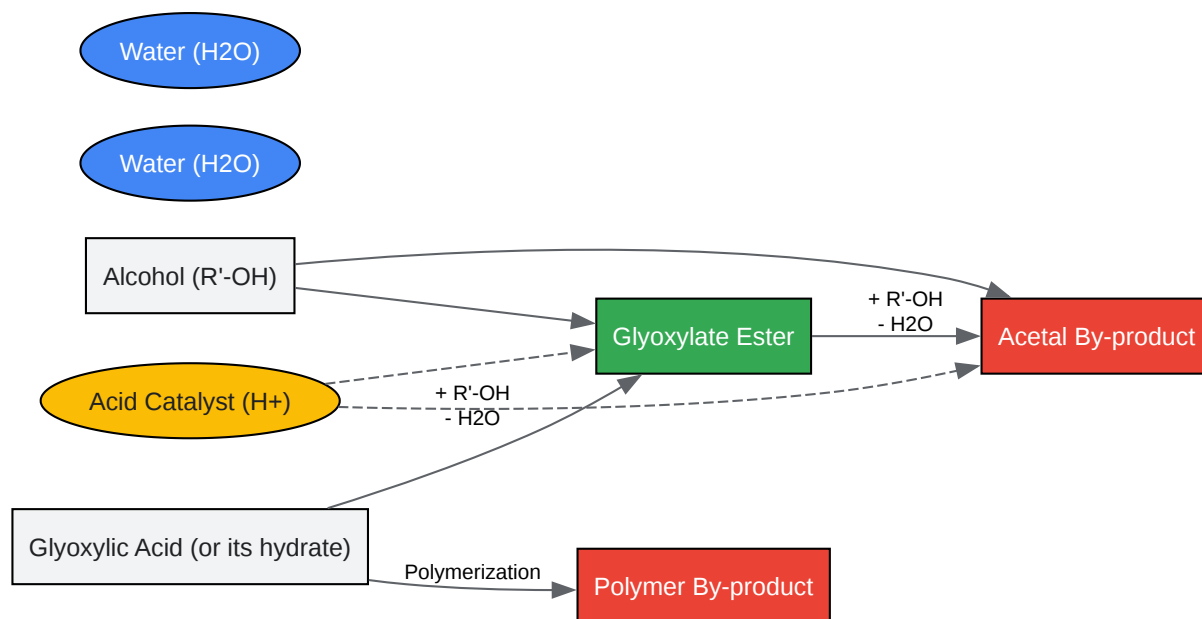 Water (H2O)
Water (H2O)
Alcohol (R'-OH)
+ R'-OH
- H2O
Glyoxylate Ester
Acetal By-product
Acid Catalyst (H+)
+ R'-OH
- H2O
Glyoxylic Acid (or its hydrate)
Polymerization
Polymer By-product